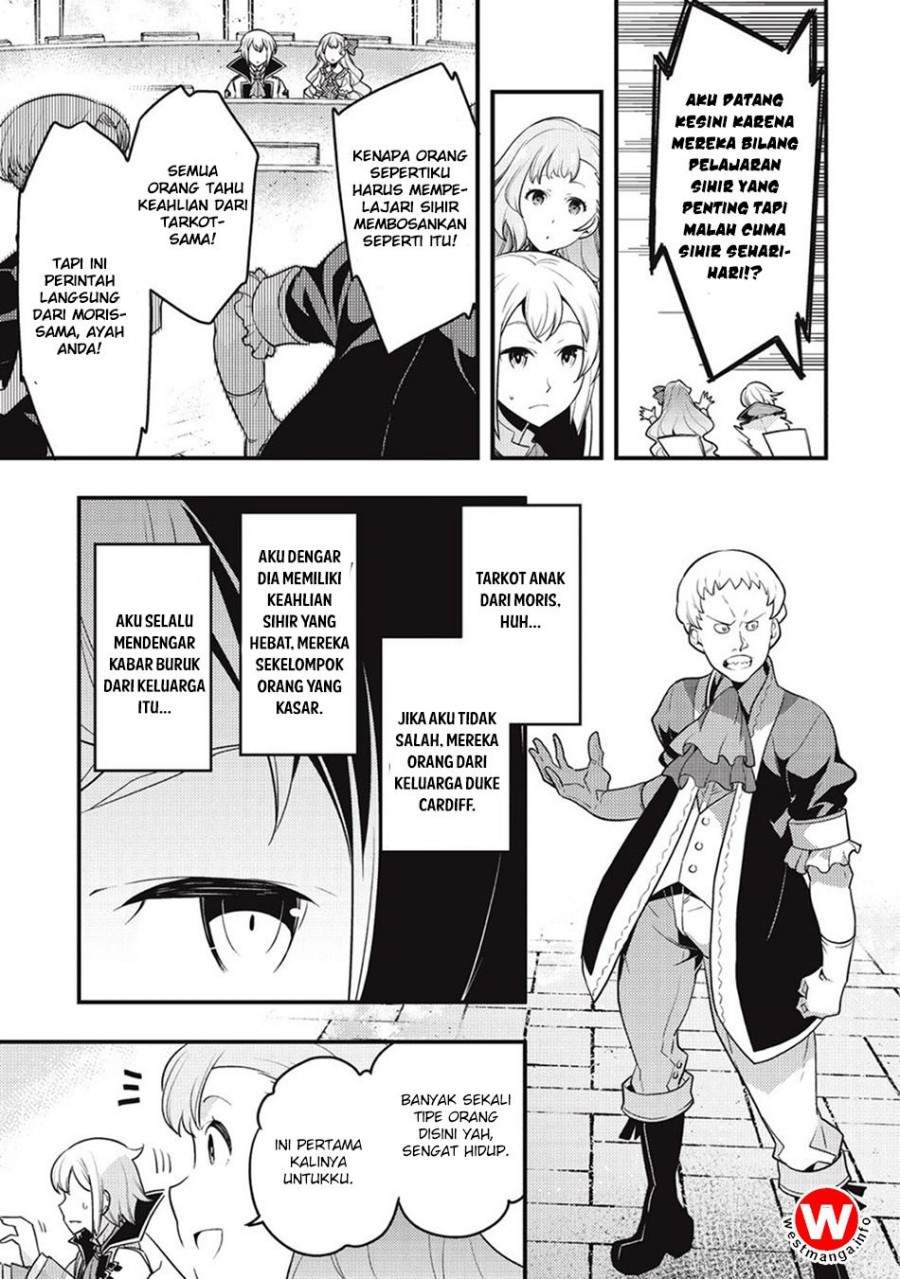 AKU DATANG
KESINI KARENA
MEREKA BILANG
PELAJARAN
SIHIR YANG
PENTING TAPI
MALAH CUMA
SIHIR SEHARI-
HARI!?
KENAPA ORANG
SEPERTIKU
HARUS MEMPE-
LAJARI SIHIR
MEMBOSANKAN
SEPERTI ITU!
SEMUA
ORANG TAHU
KEAHLIAN DARI
TARKOT-
SAMA!
TAPI INI
PERINTAH
LANGSUNG
DARI MORIS-
SAMA, AYAH
ANDA!
TARKOT ANAK
DARI MORIS,
HUH...
JIKA AKU TIDAK
SALAH, MEREKA
ORANG DARI
KELUARGA DUKE
CARDIFF.
AKU DENGAR
DIA MEMILIKI
KEAHLIAN
SIHIR YANG
HEBAT, MEREKA
SEKELOMPOK
ORANG YANG
KASAR.
AKU SELALU
MENDENGAR
KABAR BURUK
DARI KELUARGA
ITU...
BANYAK SEKALI
TIPE ORANG
DISINI YAH,
SENGAT HIDUP.
INI PERTAMA
KALINYA
UNTUKKU.
W
Westmanga.info